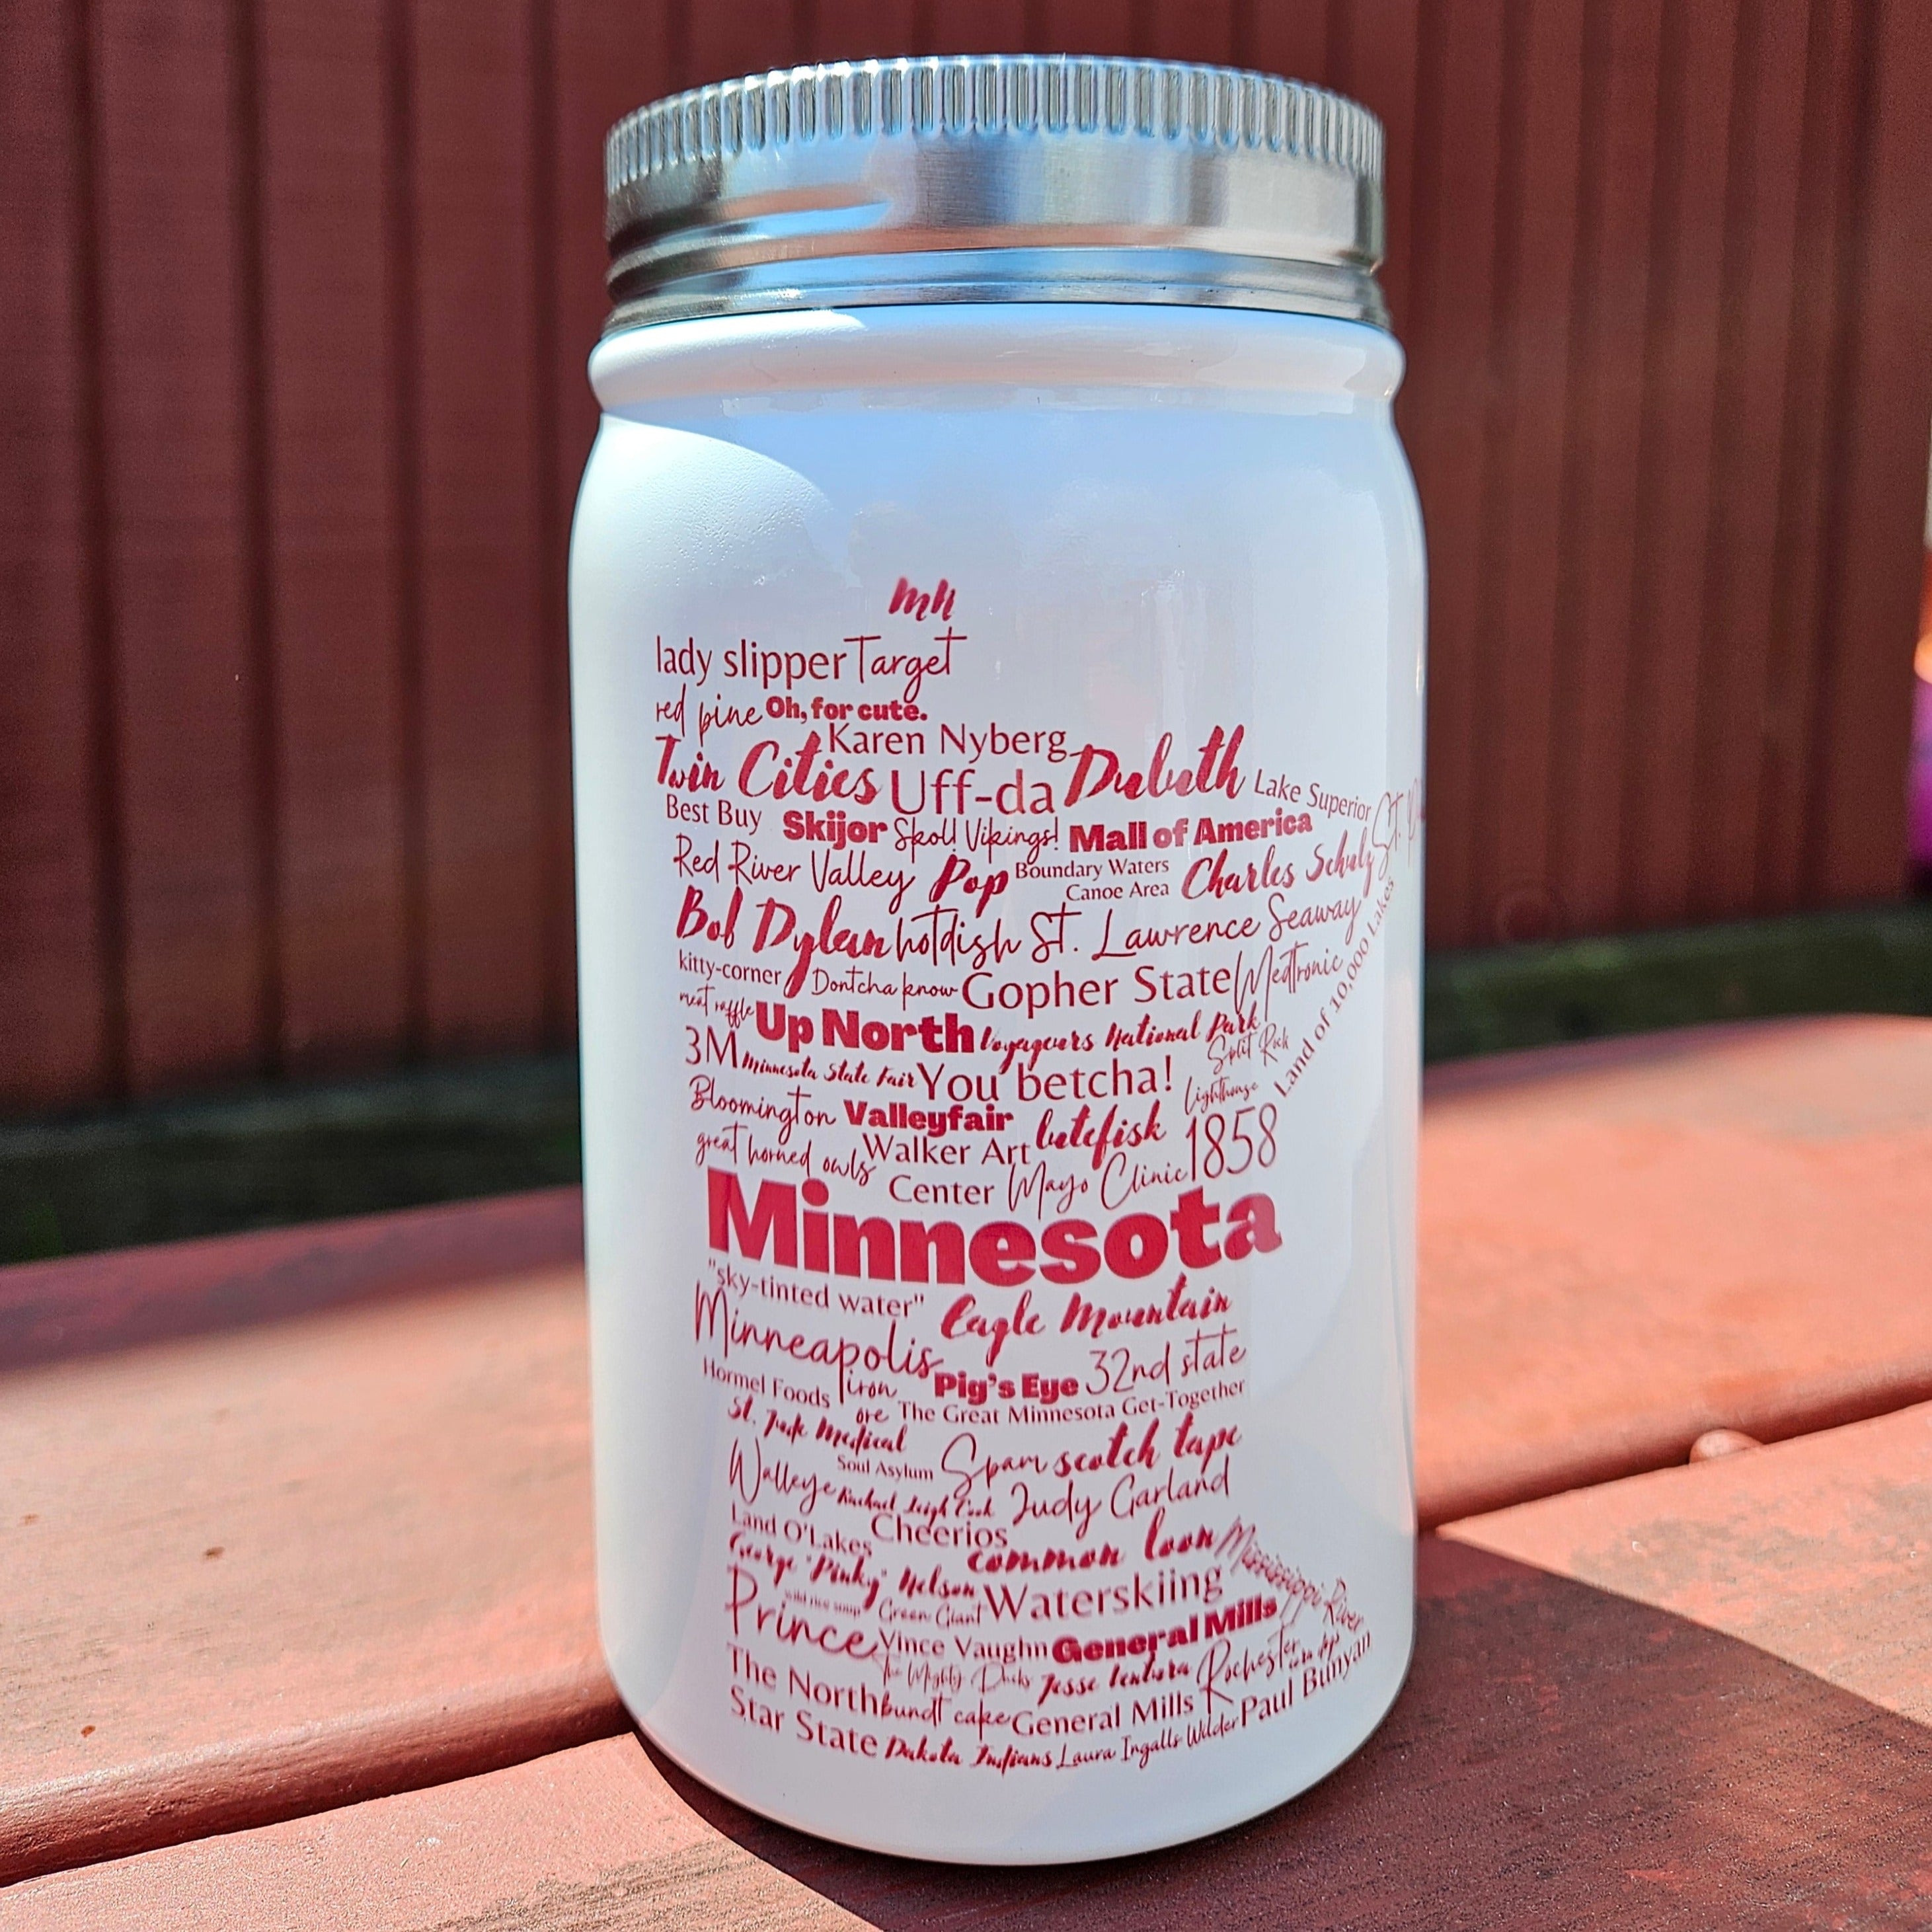 MN
lady slipper Target
red pine Oh, for cute.
Karen Nyberg
Twin Cities Uff-da Duluth Lake Superior St.
Best Buy Skijor Skol! Vikings! Mall of America
Red River Valley Pop Boundary Waters Canoe Area Charles Schulz
Bob Dylan hotdish St. Lawrence Seaway
kitty-corner Dontcha know Gopher State Medtronic
Land of 10,000 Lakes
meat raffle Up North Voyageurs National Park
3M Minnesota State Fair You betcha! Split Rock Lighthouse
Bloomington Valleyfair lutefisk 1858
great horned owls Walker Art Center Mayo Clinic
Minnesota
"sky-tinted water" Eagle Mountain
Minneapolis Pig's Eye 32nd state
Hormel Foods iron ore The Great Minnesota Get-Together
St. Jude Medical Soul Asylum Spam scotch tape
Walleye Rachael Leigh Cook Judy Garland
Land O'Lakes Cheerios common loon Mississippi River
George "Pinky" Nelson Waterskiing
Prince wild rice soup Green Giant General Mills
Vince Vaughn
The Mighty Ducks Jesse Ventura Rochester corn dogs
The North Star State bundt cake General Mills Paul Bunyan
Dakota Indians Laura Ingalls Wilder